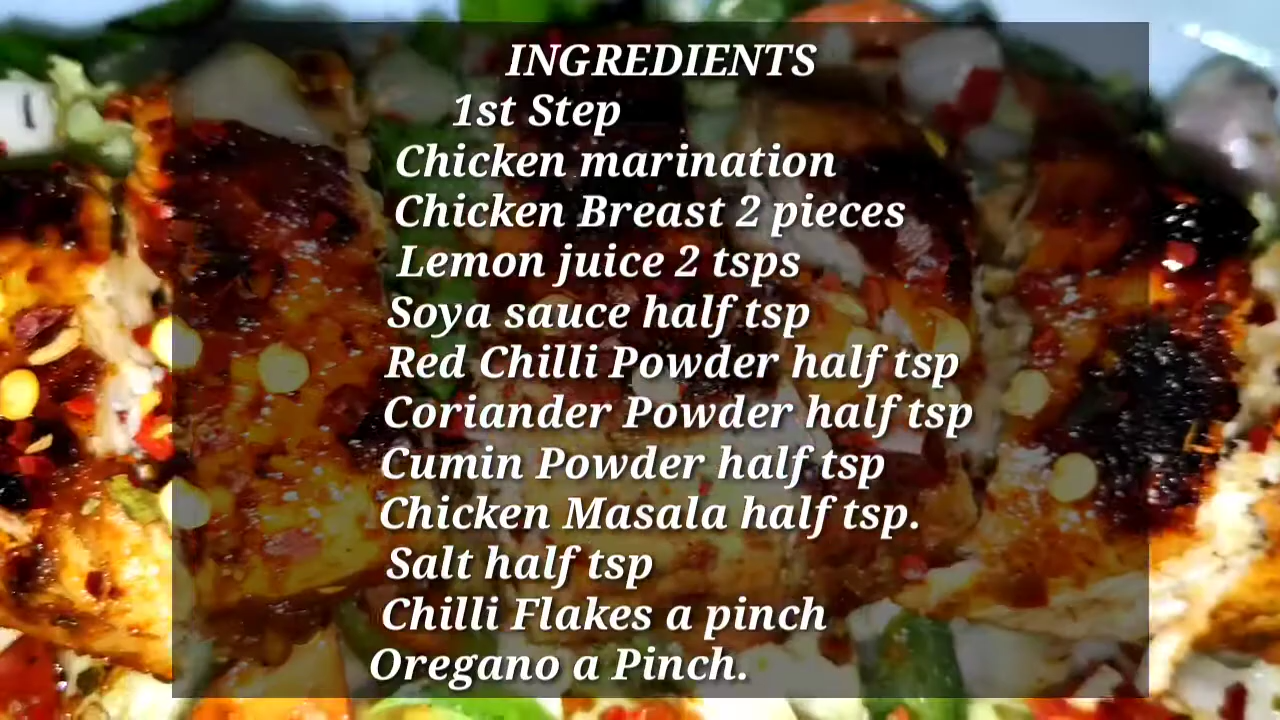 INGREDIENTS
1st Step
Chicken marination
Chicken Breast 2 pieces
Lemon juice 2 tsps
Soya sauce half tsp
Red Chilli Powder half tsp
Coriander Powder half tsp
Cumin Powder half tsp
Chicken Masala half tsp.
Salt half tsp
Chilli Flakes a pinch
Oregano a Pinch.